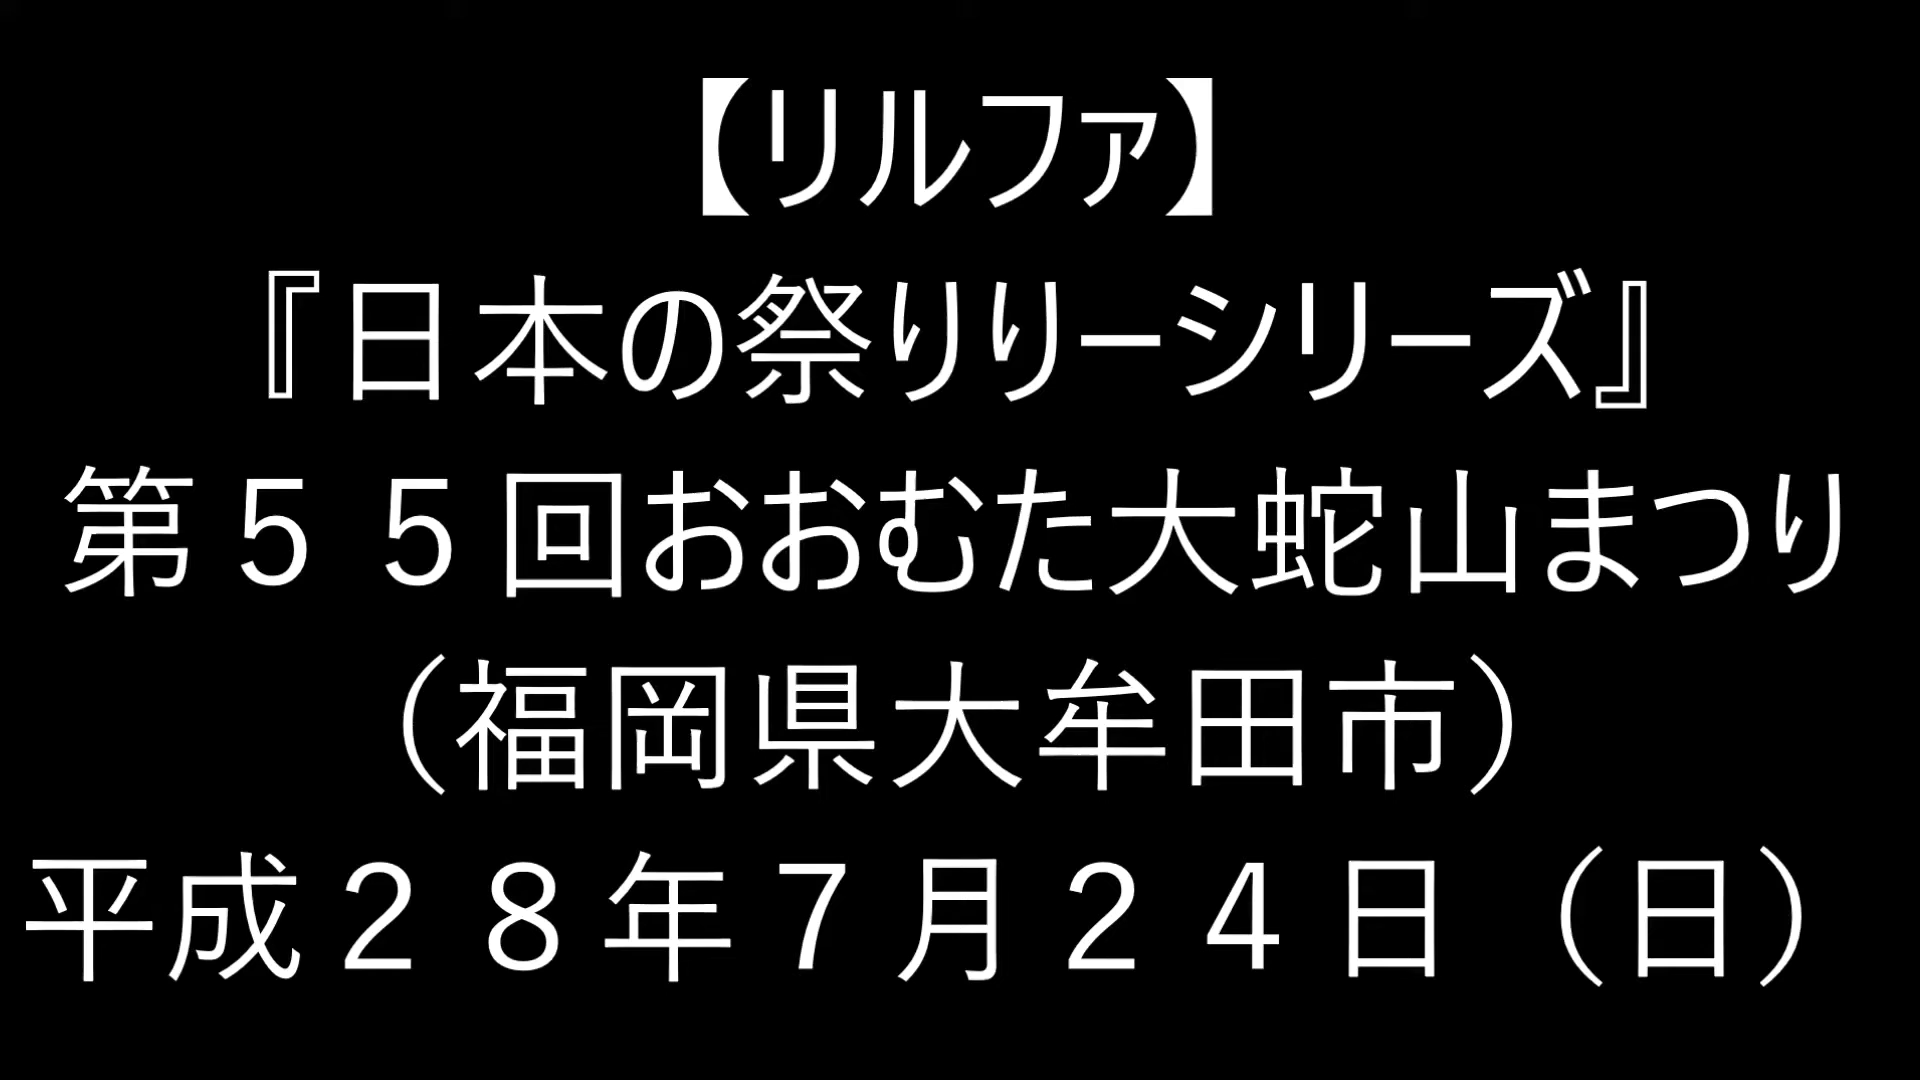 【リルファ】
『日本の祭りりーシリーズ』
第５５回おおむた大蛇山まつり
（福岡県大牟田市）
平成２８年７月２４日（日）